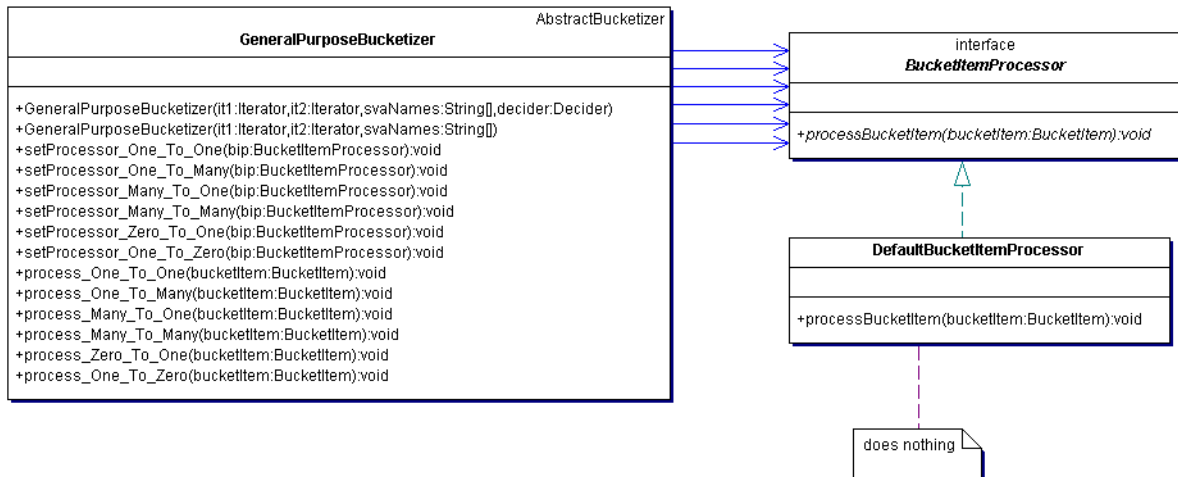 AbstractBucketizer
GeneralPurposeBucketizer
+GeneralPurposeBucketizer(it1:Iterator,it2:Iterator,svaNames:String[],decider:Decider)
+GeneralPurposeBucketizer(it1:Iterator,it2:Iterator,svaNames:String[])
+setProcessor_One_To_One(bip:BucketItemProcessor):void
+setProcessor_One_To_Many(bip:BucketItemProcessor):void
+setProcessor_Many_To_One(bip:BucketItemProcessor):void
+setProcessor_Many_To_Many(bip:BucketItemProcessor):void
+setProcessor_Zero_To_One(bip:BucketItemProcessor):void
+setProcessor_One_To_Zero(bip:BucketItemProcessor):void
+process_One_To_One(bucketItem:BucketItem):void
+process_One_To_Many(bucketItem:BucketItem):void
+process_Many_To_One(bucketItem:BucketItem):void
+process_Many_To_Many(bucketItem:BucketItem):void
+process_Zero_To_One(bucketItem:BucketItem):void
+process_One_To_Zero(bucketItem:BucketItem):void
interface
BucketItemProcessor
+processBucketItem(bucketItem:BucketItem):void
DefaultBucketItemProcessor
+processBucketItem(bucketItem:BucketItem):void
does nothing